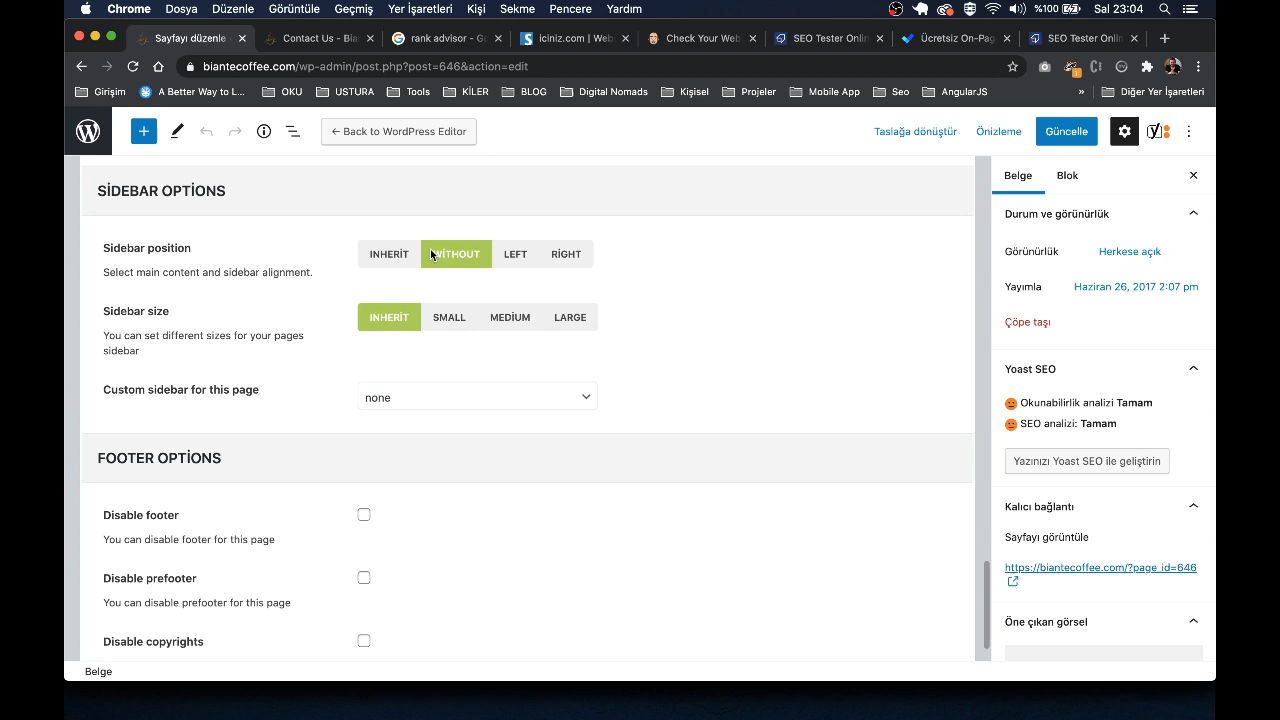 Chrome Dosya Düzenle Görüntüle Geçmiş Yer İşaretleri Kişi Sekme Pencere Yardım %100 Sal 23:04
Sayfayı düzenle Contact Us - Bia rank advisor - G iciniz.com | Web Check Your Web SEO Tester Onlin Ücretsiz On-Pag SEO Tester Onlin
biantecoffee.com/wp-admin/post.php?post=646&action=edit
Girişim A Better Way to L... OKU USTURA Tools KİLER BLOG Digital Nomads Kişisel Projeler Mobile App Seo AngularJS » Diğer Yer İşaretleri
← Back to WordPress Editor Taslağa dönüştür Önizleme Güncelle
SİDEBAR OPTİONS
Sidebar position
INHERİT WİTHOUT LEFT RİGHT
Select main content and sidebar alignment.
Sidebar size
INHERİT SMALL MEDİUM LARGE
You can set different sizes for your pages
sidebar
Custom sidebar for this page
none
FOOTER OPTİONS
Disable footer
You can disable footer for this page
Disable prefooter
You can disable prefooter for this page
Disable copyrights
Belge
Belge Blok
Durum ve görünürlük
Görünürlük Herkese açık
Yayımla Haziran 26, 2017 2:07 pm
Çöpe taşı
Yoast SEO
Okunabilirlik analizi Tamam
SEO analizi: Tamam
Yazınızı Yoast SEO ile geliştirin
Kalıcı bağlantı
Sayfayı görüntüle
https://biantecoffee.com/?page_id=646
Öne çıkan görsel